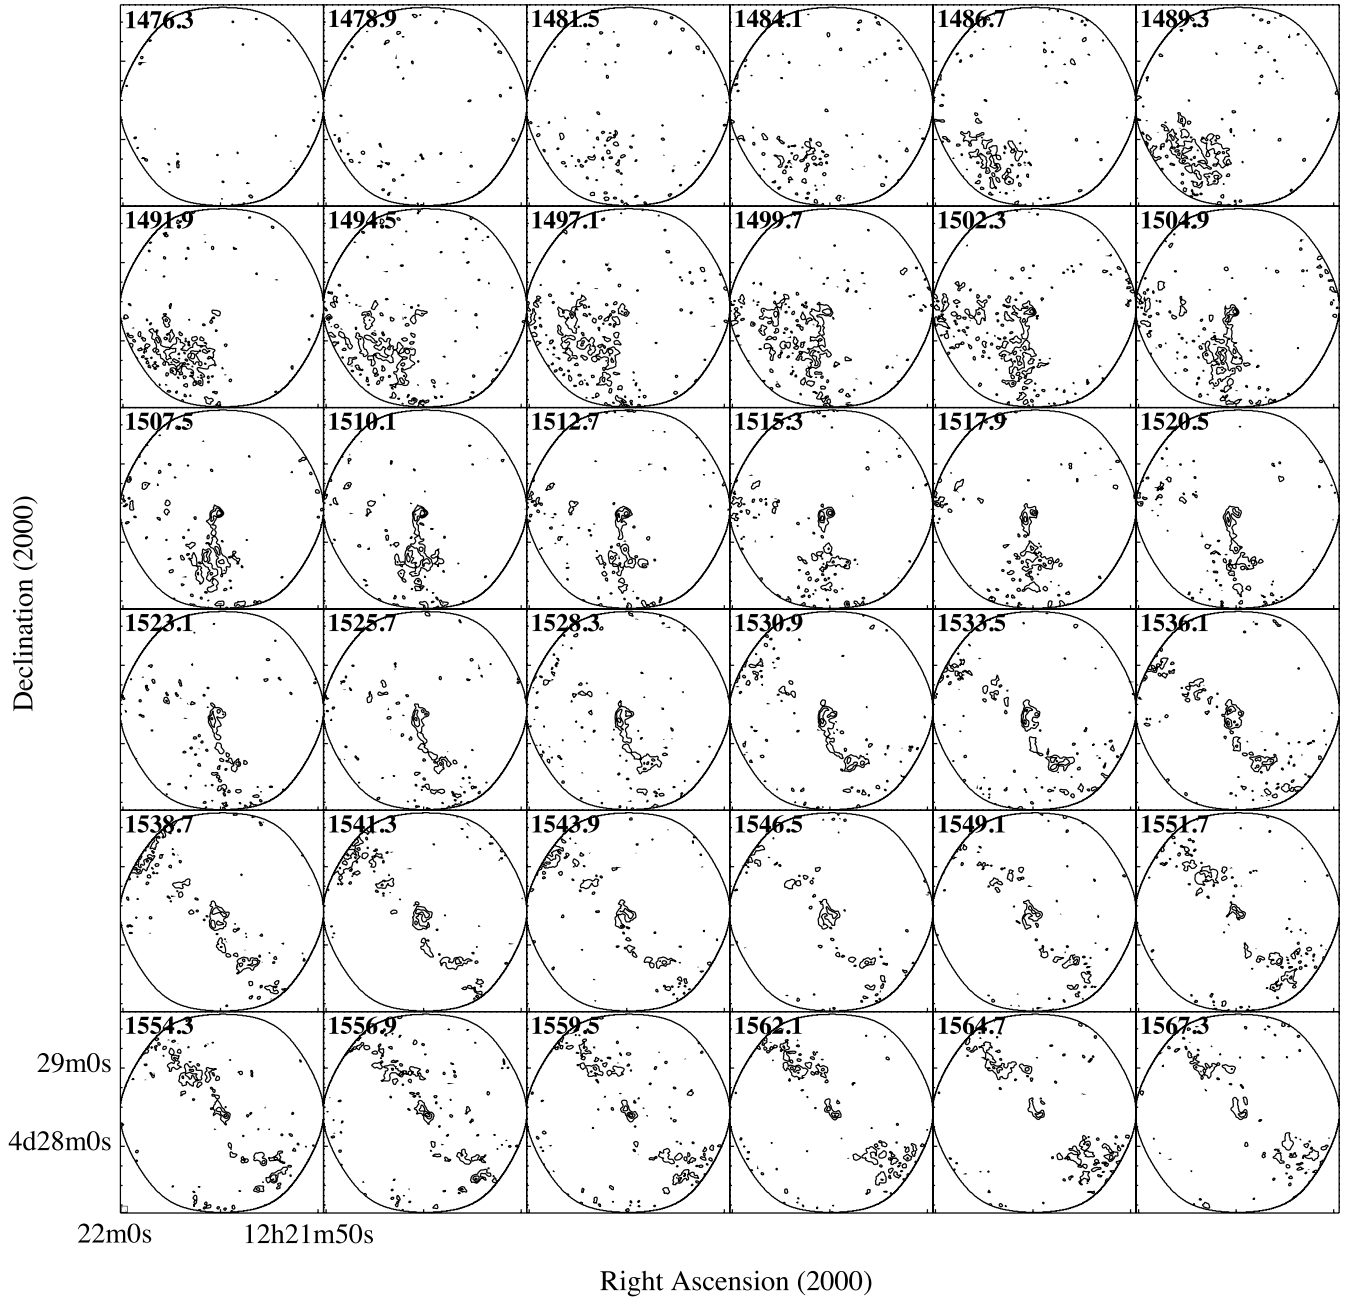 1476.3 1478.9 1481.5 1484.1 1486.7 1489.3
1491.9 1494.5 1497.1 1499.7 1502.3 1504.9
1507.5 1510.1 1512.7 1515.3 1517.9 1520.5
1523.1 1525.7 1528.3 1530.9 1533.5 1536.1
1538.7 1541.3 1543.9 1546.5 1549.1 1551.7
1554.3 1556.9 1559.5 1562.1 1564.7 1567.3
Declination (2000)
29m0s
4d28m0s
22m0s 12h21m50s
Right Ascension (2000)